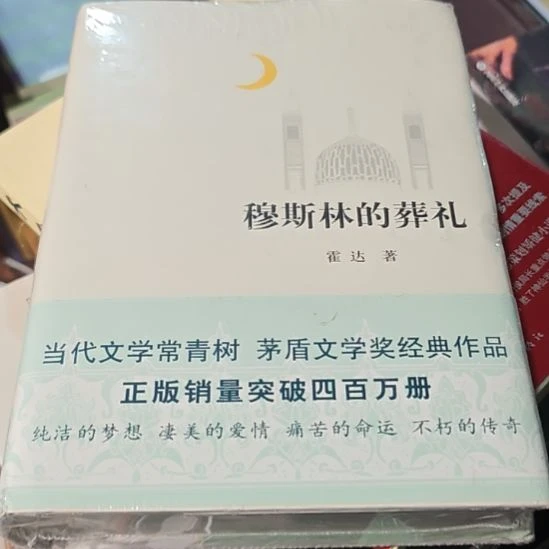 穆斯林的葬礼
霍达 著
当代文学常青树 茅盾文学奖经典作品
正版销量突破四百万册
纯洁的梦想 凄美的爱情 痛苦的命运 不朽的传奇